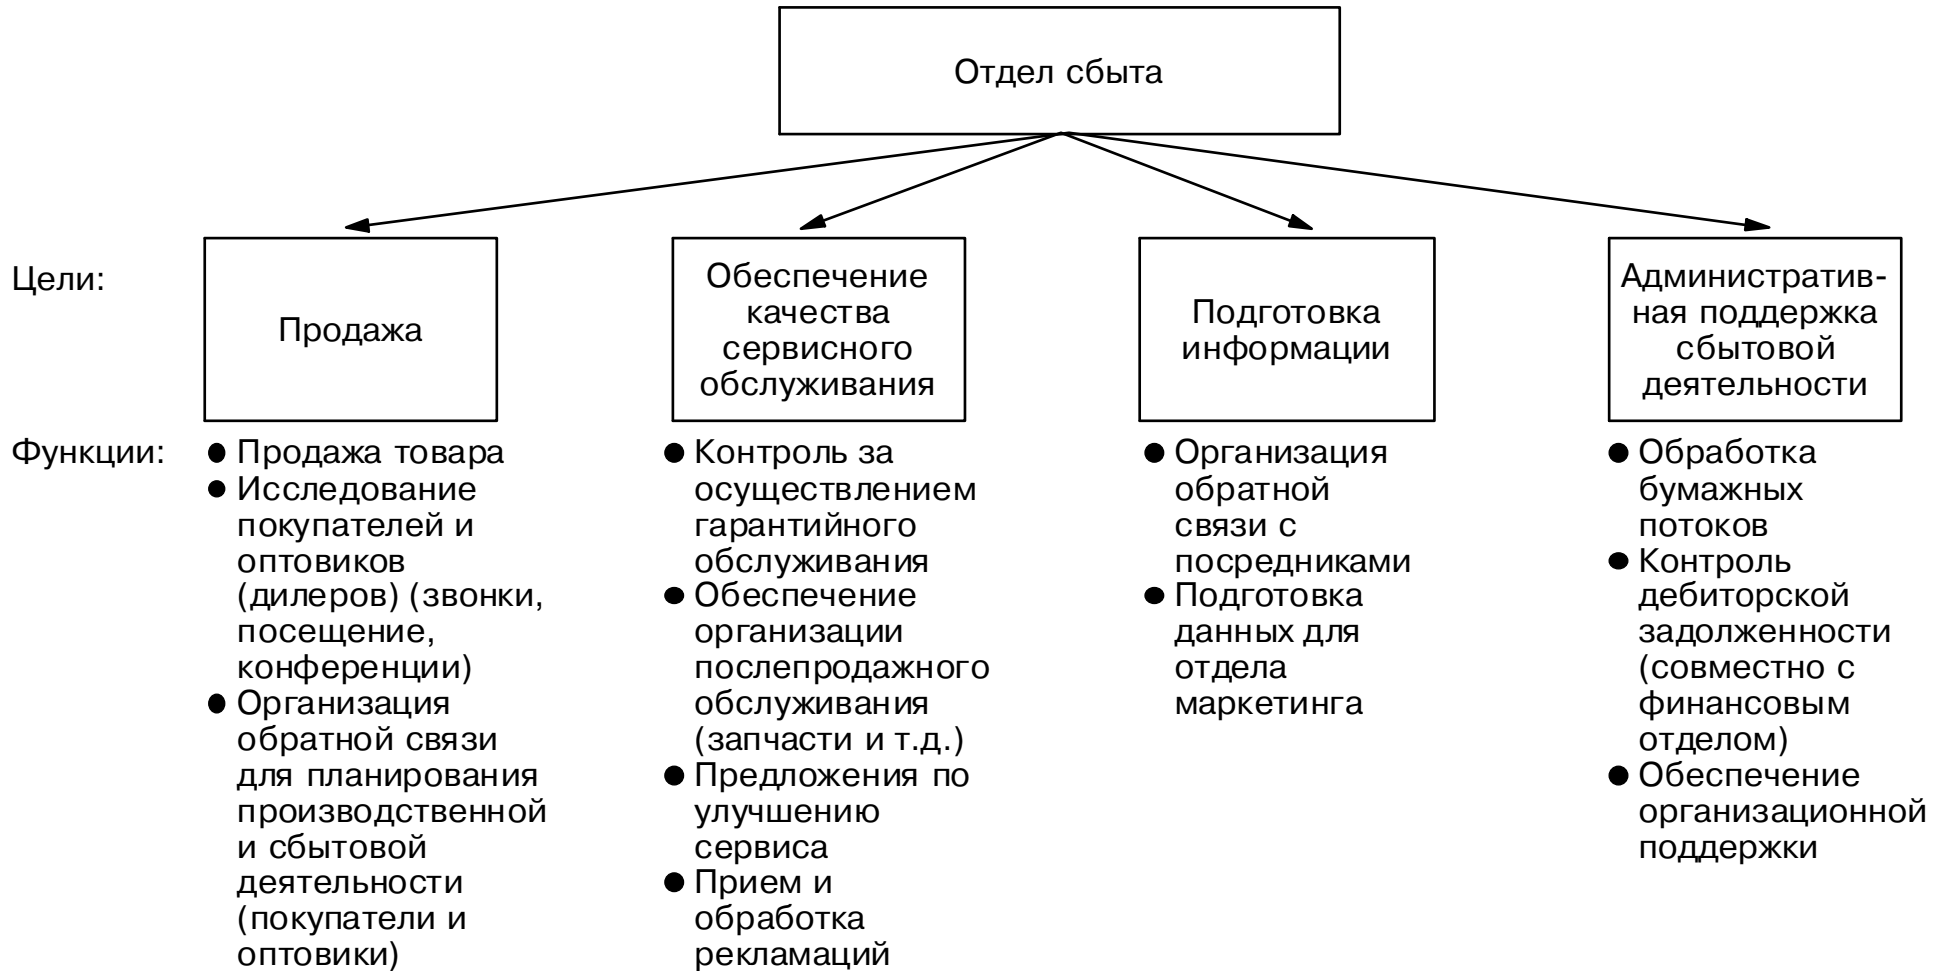 Отдел сбыта
Цели:
Продажа
Обеспечение
качества
сервисного
обслуживания
Подготовка
информации
Административ-
ная поддержка
сбытовой
деятельности
Функции:
● Продажа товара
● Исследование
покупателей и
оптовиков
(дилеров) (звонки,
посещение,
конференции)
● Организация
обратной связи
для планирования
производственной
и сбытовой
деятельности
(покупатели и
оптовики)
● Контроль за
осуществлением
гарантийного
обслуживания
● Обеспечение
организации
послепродажного
обслуживания
(запчасти и т.д.)
● Предложения по
улучшению
сервиса
● Прием и
обработка
рекламаций
● Организация
обратной
связи с
посредниками
● Подготовка
данных для
отдела
маркетинга
● Обработка
бумажных
потоков
● Контроль
дебиторской
задолженности
(совместно с
финансовым
отделом)
● Обеспечение
организационной
поддержки